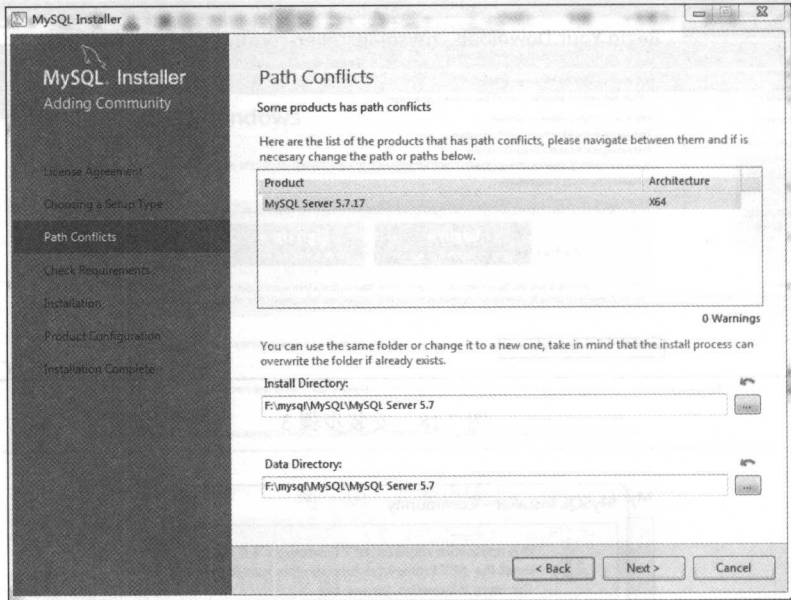 MySQL Installer
MySQL. Installer
Adding Community
License Agreement
Choosing a Setup Type
Path Conflicts
Check Requirements
Installation
Product Configuration
Installation Complete
Path Conflicts
Some products has path conflicts
Here are the list of the products that has path conflicts, please navigate between them and if is
necesary change the path or paths below.
Product Architecture
MySQL Server 5.7.17 X64
0 Warnings
You can use the same folder or change it to a new one, take in mind that the install process can
overwrite the folder if already exists.
Install Directory:
F:\mysql\MySQL\MySQL Server 5.7
...
Data Directory:
F:\mysql\MySQL\MySQL Server 5.7
...
< Back Next > Cancel